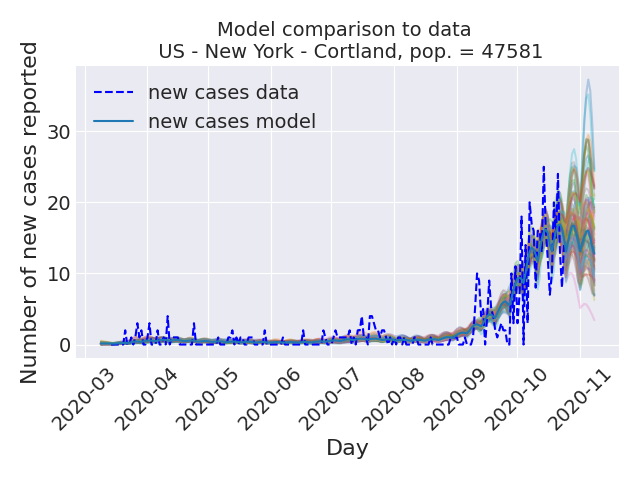 Model comparison to data
US - New York - Cortland, pop. = 47581
Number of new cases reported
new cases data
new cases model
30
20
10
0
2020-03
2020-04
2020-05
2020-06
2020-07
2020-08
2020-09
2020-10
2020-11
Day